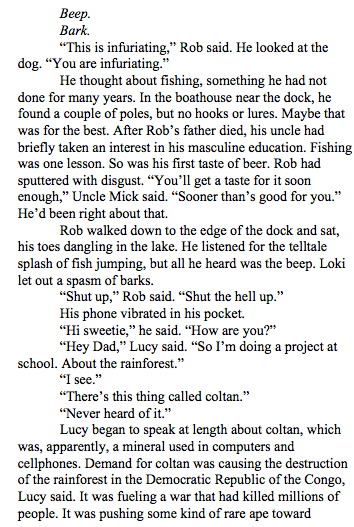 Beep.
Bark.
“This is infuriating,” Rob said. He looked at the
dog. “You are infuriating.”
He thought about fishing, something he had not
done for many years. In the boathouse near the dock, he
found a couple of poles, but no hooks or lures. Maybe that
was for the best. After Rob’s father died, his uncle had
briefly taken an interest in his masculine education. Fishing
was one lesson. So was his first taste of beer. Rob had
sputtered with disgust. “You’ll get a taste for it soon
enough,” Uncle Mick said. “Sooner than’s good for you.”
He’d been right about that.
Rob walked down to the edge of the dock and sat,
his toes dangling in the lake. He listened for the telltale
splash of fish jumping, but all he heard was the beep. Loki
let out a spasm of barks.
“Shut up,” Rob said. “Shut the hell up.”
His phone vibrated in his pocket.
“Hi sweetie,” he said. “How are you?”
“Hey Dad,” Lucy said. “So I’m doing a project at
school. About the rainforest.”
“I see.”
“There’s this thing called coltan.”
“Never heard of it.”
Lucy began to speak at length about coltan, which
was, apparently, a mineral used in computers and
cellphones. Demand for coltan was causing the destruction
of the rainforest in the Democratic Republic of the Congo,
Lucy said. It was fueling a war that had killed millions of
people. It was pushing some kind of rare ape toward